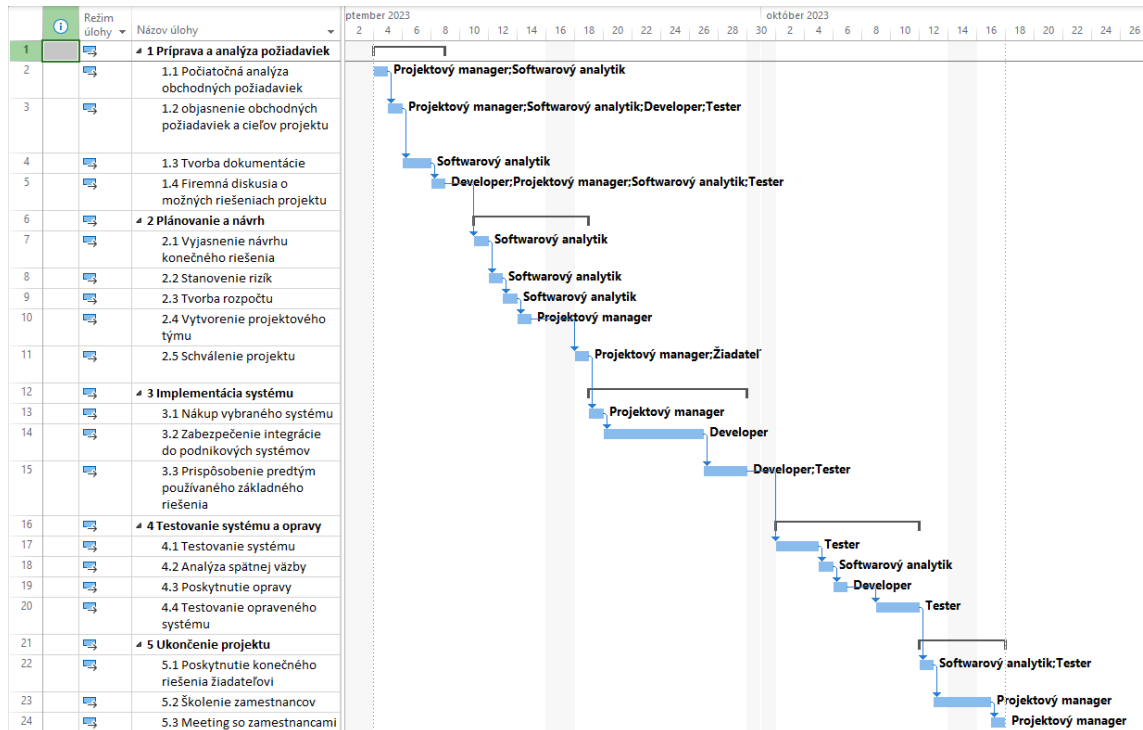 ptember 2023 október 2023
Režim úlohy Názov úlohy 2 4 6 8 10 12 14 16 18 20 22 24 26 28 30 2 4 6 8 10 12 14 16 18 20 22 24 26
1 1 Príprava a analýza požiadaviek
2 1.1 Počiatočná analýza Projektový manager;Softwarový analytik
obchodných požiadaviek
3 1.2 objasnenie obchodných Projektový manager;Softwarový analytik;Developer;Tester
požiadaviek a cieľov projektu
4 1.3 Tvorba dokumentácie Softwarový analytik
5 1.4 Firemná diskusia o Developer;Projektový manager;Softwarový analytik;Tester
možných riešeniach projektu
6 2 Plánovanie a návrh
7 2.1 Vyjasnenie návrhu Softwarový analytik
konečného riešenia
8 2.2 Stanovenie rizík Softwarový analytik
9 2.3 Tvorba rozpočtu Softwarový analytik
10 2.4 Vytvorenie projektového Projektový manager
týmu
11 2.5 Schválenie projektu Projektový manager;Žiadateľ
12 3 Implementácia systému
13 3.1 Nákup vybraného systému Projektový manager
14 3.2 Zabezpečenie integrácie Developer
do podnikových systémov
15 3.3 Prispôsobenie predtým Developer;Tester
používaného základného
riešenia
16 4 Testovanie systému a opravy
17 4.1 Testovanie systému Tester
18 4.2 Analýza spätnej väzby Softwarový analytik
19 4.3 Poskytnutie opravy Developer
20 4.4 Testovanie opraveného Tester
systému
21 5 Ukončenie projektu
22 5.1 Poskytnutie konečného Softwarový analytik;Tester
riešenia žiadateľovi
23 5.2 Školenie zamestnancov Projektový manager
24 5.3 Meeting so zamestnancami Projektový manager